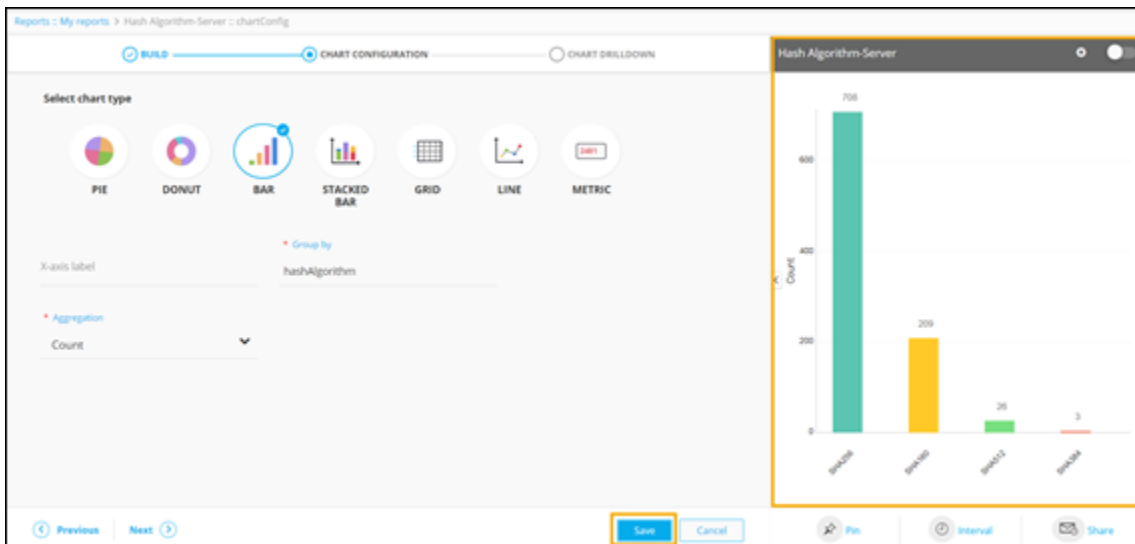 Reports :: My reports > Hash Algorithm-Server :: chartConfig
BUILD
CHART CONFIGURATION
CHART DRILLDOWN
Select chart type
PIE
DONUT
BAR
STACKED
BAR
GRID
LINE
METRIC
X-axis label
* Group by
hashAlgorithm
* Aggregation
Count
Previous
Next
Save
Cancel
Hash Algorithm-Server
708
600
400
Count
209
200
26
3
0
SHA256
SHA160
SHA512
SHA384
Pin
Interval
Share